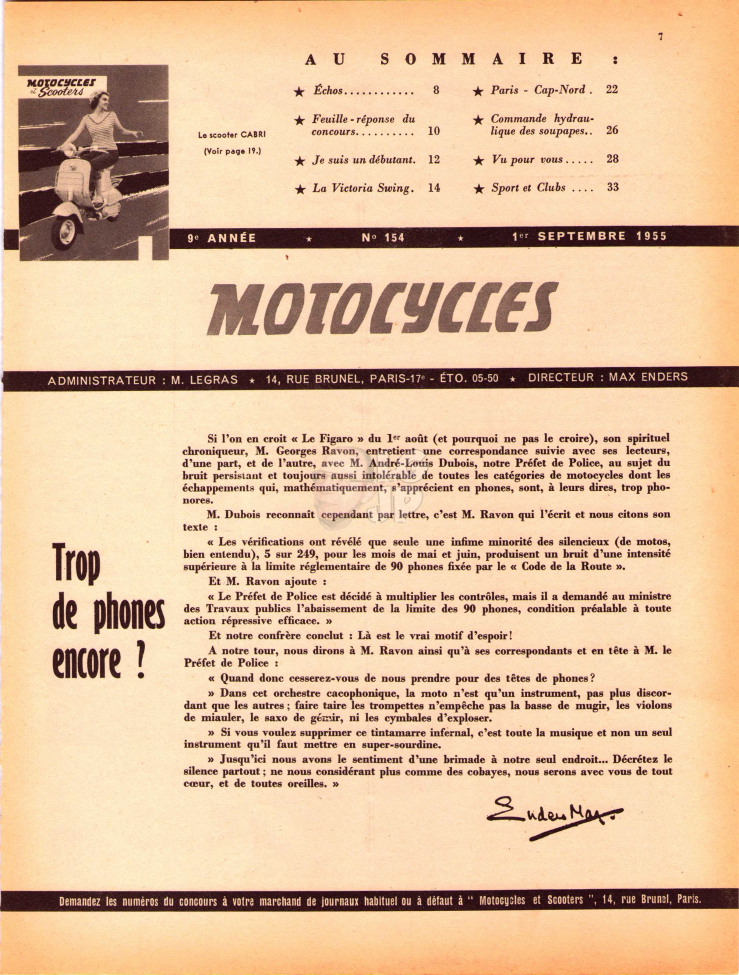 7
AU SOMMAIRE :
MOTOCYCLES
et Scooters
Le scooter CABRI
(Voir page 19.)
★ Échos............ 8
★ Feuille-réponse du
concours.......... 10
★ Je suis un débutant. 12
★ La Victoria Swing. 14
★ Paris - Cap-Nord . 22
★ Commande hydrau-
lique des soupapes.. 26
★ Vu pour vous ..... 28
★ Sport et Clubs .... 33
9e ANNÉE ★ No 154 ★ 1er SEPTEMBRE 1955
MOTOCYCLES
ADMINISTRATEUR : M. LEGRAS ★ 14, RUE BRUNEL, PARIS-17e - ÉTO. 05-50 ★ DIRECTEUR : MAX ENDERS
Trop
de phones
encore ?
Si l'on en croit « Le Figaro » du 1er août (et pourquoi ne pas le croire), son spirituel
chroniqueur, M. Georges Ravon, entretient une correspondance suivie avec ses lecteurs,
d'une part, et de l'autre, avec M. André-Louis Dubois, notre Préfet de Police, au sujet du
bruit persistant et toujours aussi intolérable de toutes les catégories de motocycles dont les
échappements qui, mathématiquement, s'apprécient en phones, sont, à leurs dires, trop pho-
nores.
M. Dubois reconnaît cependant par lettre, c'est M. Ravon qui l'écrit et nous citons son
texte :
« Les vérifications ont révélé que seule une infime minorité des silencieux (de motos,
bien entendu), 5 sur 249, pour les mois de mai et juin, produisent un bruit d'une intensité
supérieure à la limite réglementaire de 90 phones fixée par le « Code de la Route ».
Et M. Ravon ajoute :
« Le Préfet de Police est décidé à multiplier les contrôles, mais il a demandé au ministre
des Travaux publics l'abaissement de la limite des 90 phones, condition préalable à toute
action répressive efficace. »
Et notre confrère conclut : Là est le vrai motif d'espoir!
A notre tour, nous dirons à M. Ravon ainsi qu'à ses correspondants et en tête à M. le
Préfet de Police :
« Quand donc cesserez-vous de nous prendre pour des têtes de phones?
» Dans cet orchestre cacophonique, la moto n'est qu'un instrument, pas plus discor-
dant que les autres ; faire taire les trompettes n'empêche pas la basse de mugir, les violons
de miauler, le saxo de gémir, ni les cymbales d'exploser.
» Si vous voulez supprimer ce tintamarre infernal, c'est toute la musique et non un seul
instrument qu'il faut mettre en super-sourdine.
» Jusqu'ici nous avons le sentiment d'une brimade à notre seul endroit... Décrétez le
silence partout ; ne nous considérant plus comme des cobayes, nous serons avec vous de tout
cœur, et de toutes oreilles. »
Enders Max.
Demandez les numéros du concours à votre marchand de journaux habituel ou à défaut à " Motocycles et Scooters ", 14, rue Brunel, Paris.